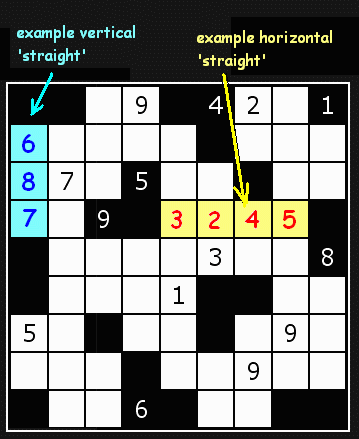 example vertical
'straight'
example horizontal
'straight'
9 4 2 1
6
8 7 5
7 9 3 2 4 5
3 8
1
5 9
9
6